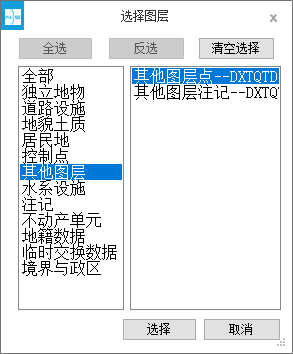 选择图层
全选 反选 清空选择
全部
独立地物
道路设施
地貌土质
居民地
控制点
其他图层
水系设施
注记
不动产单元
地籍数据
临时交换数据
境界与政区
其他图层点--DXTQTD
其他图层注记--DXTQ
选择 取消